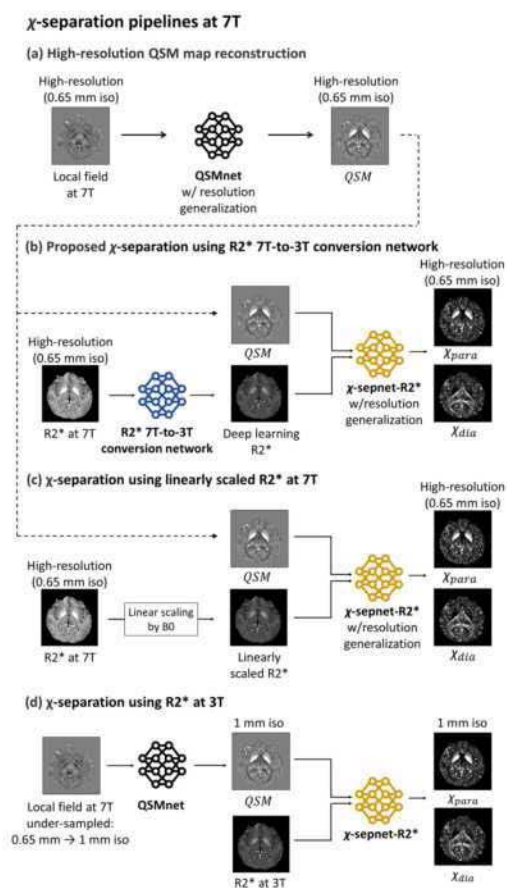 χ-separation pipelines at 7T
(a) High-resolution QSM map reconstruction
High-resolution
(0.65 mm iso)
High-resolution
(0.65 mm iso)
Local field
at 7T
QSMnet
w/ resolution
generalization
QSM
(b) Proposed χ-separation using R2* 7T-to-3T conversion network
High-resolution
(0.65 mm iso)
QSM
χpara
High-resolution
(0.65 mm iso)
R2* at 7T
R2* 7T-to-3T
conversion network
Deep learning
R2*
χ-sepnet-R2*
w/resolution
generalization
χdia
(c) χ-separation using linearly scaled R2* at 7T
High-resolution
(0.65 mm iso)
QSM
χpara
High-resolution
(0.65 mm iso)
R2* at 7T
Linear scaling
by B0
Linearly
scaled R2*
χ-sepnet-R2*
w/resolution
generalization
χdia
(d) χ-separation using R2* at 3T
1 mm iso
1 mm iso
Local field at 7T
under-sampled:
0.65 mm → 1 mm iso
QSMnet
QSM
R2* at 3T
χ-sepnet-R2*
χpara
χdia